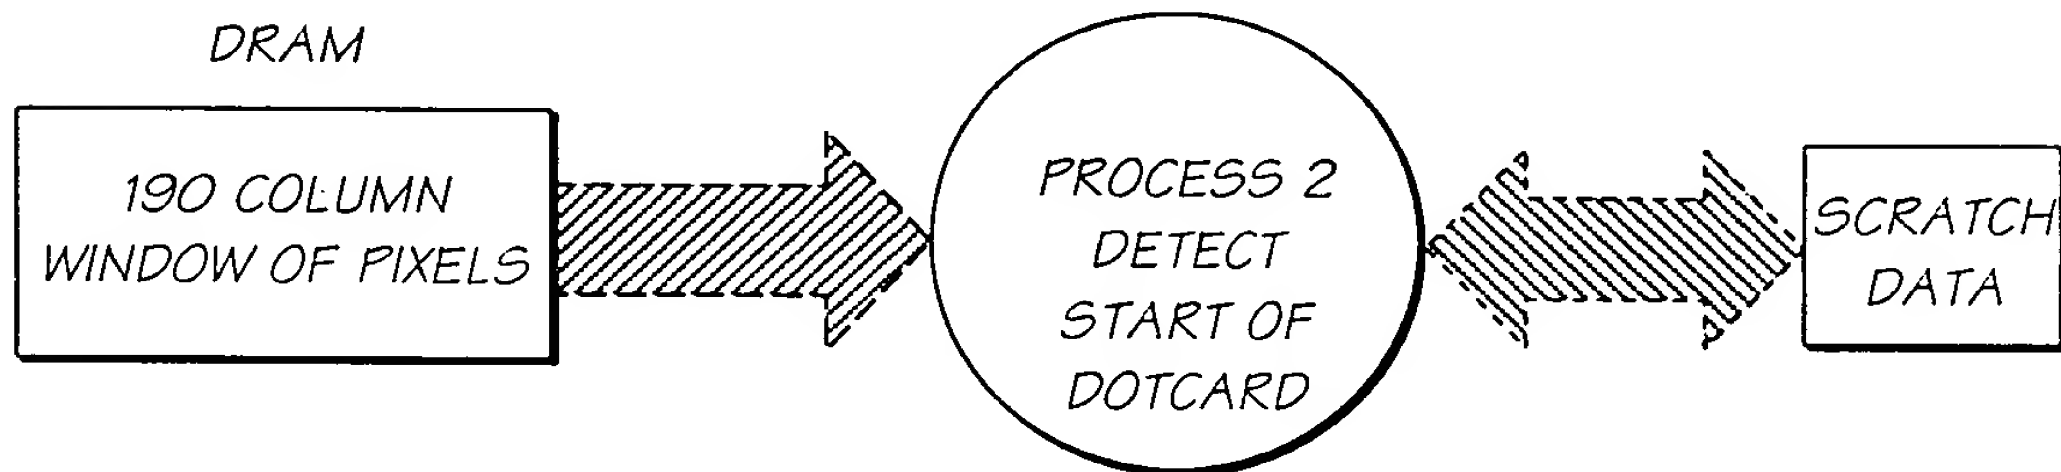 DRAM
190 COLUMN
WINDOW OF PIXELS
PROCESS 2
DETECT
START OF
DOTCARD
SCRATCH
DATA